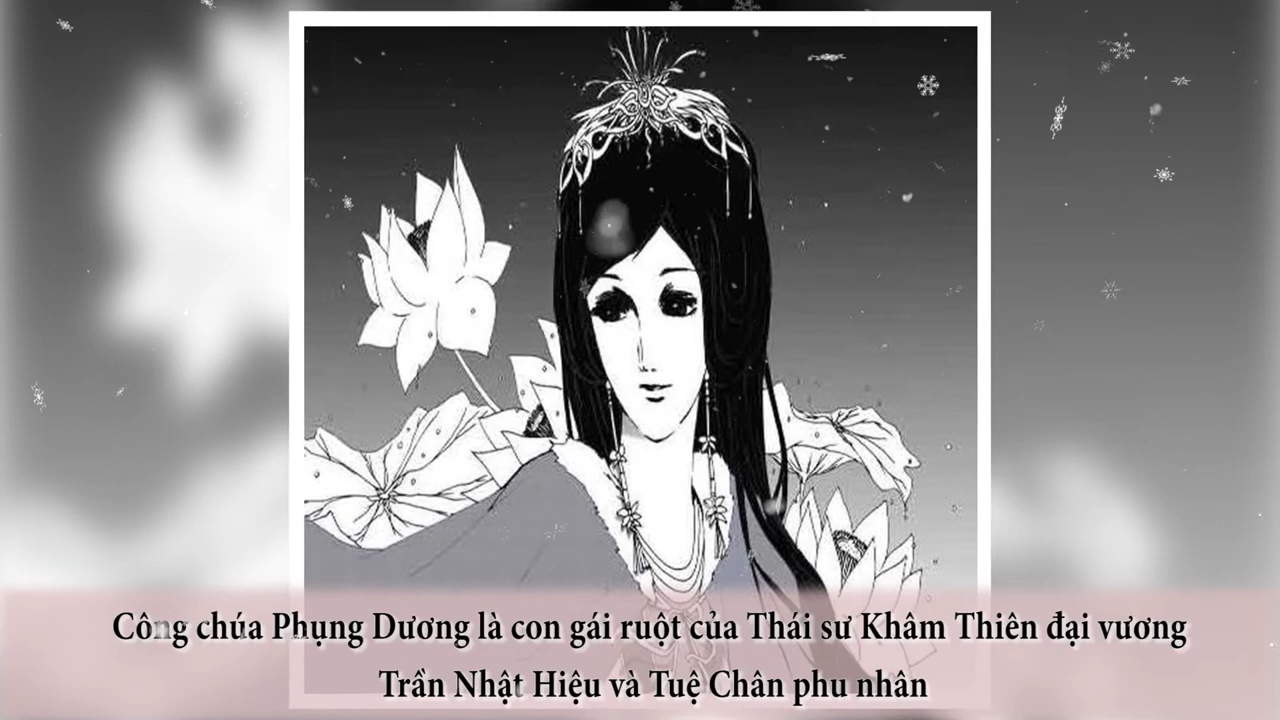 Công chúa Phụng Dương là con gái ruột của Thái sư Khâm Thiên đại vương
Trần Nhật Hiệu và Tuệ Chân phu nhân